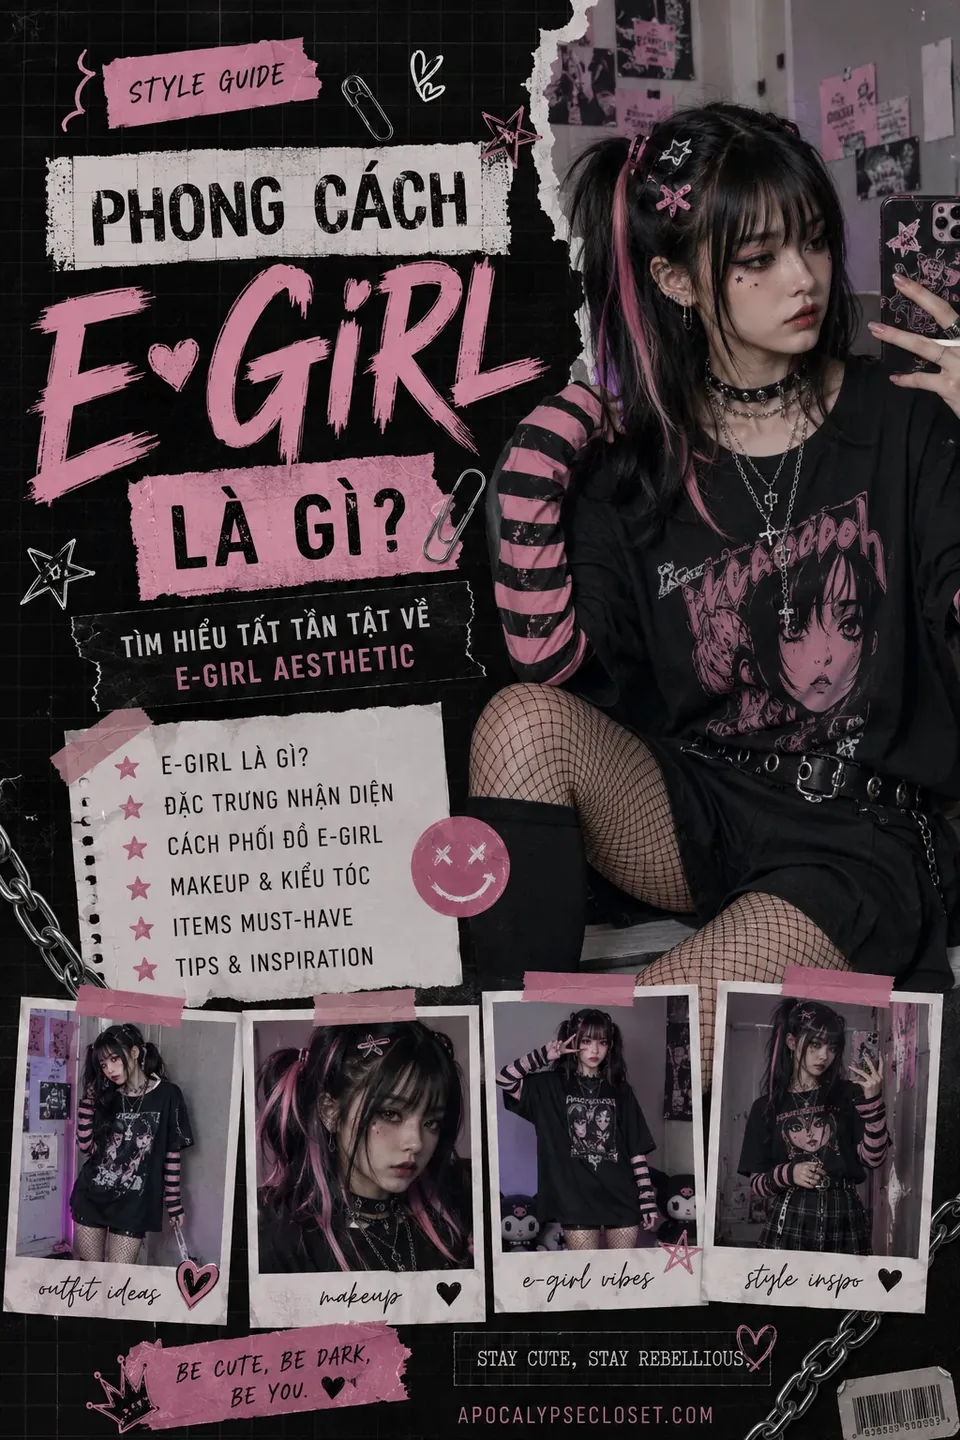 STYLE GUIDE
PHONG CÁCH
E GiRL
LÀ GÌ?
TÌM HIỂU TẤT TẦN TẬT VỀ
E-GIRL AESTHETIC
E-GIRL LÀ GÌ?
ĐẶC TRƯNG NHẬN DIỆN
CÁCH PHỐI ĐỒ E-GIRL
MAKEUP & KIỂU TÓC
ITEMS MUST-HAVE
TIPS & INSPIRATION
outfit ideas
makeup
e-girl vibes
style inspo
BE CUTE, BE DARK,
BE YOU.
STAY CUTE, STAY REBELLIOUS.
APOCALYPSECLOSET.COM